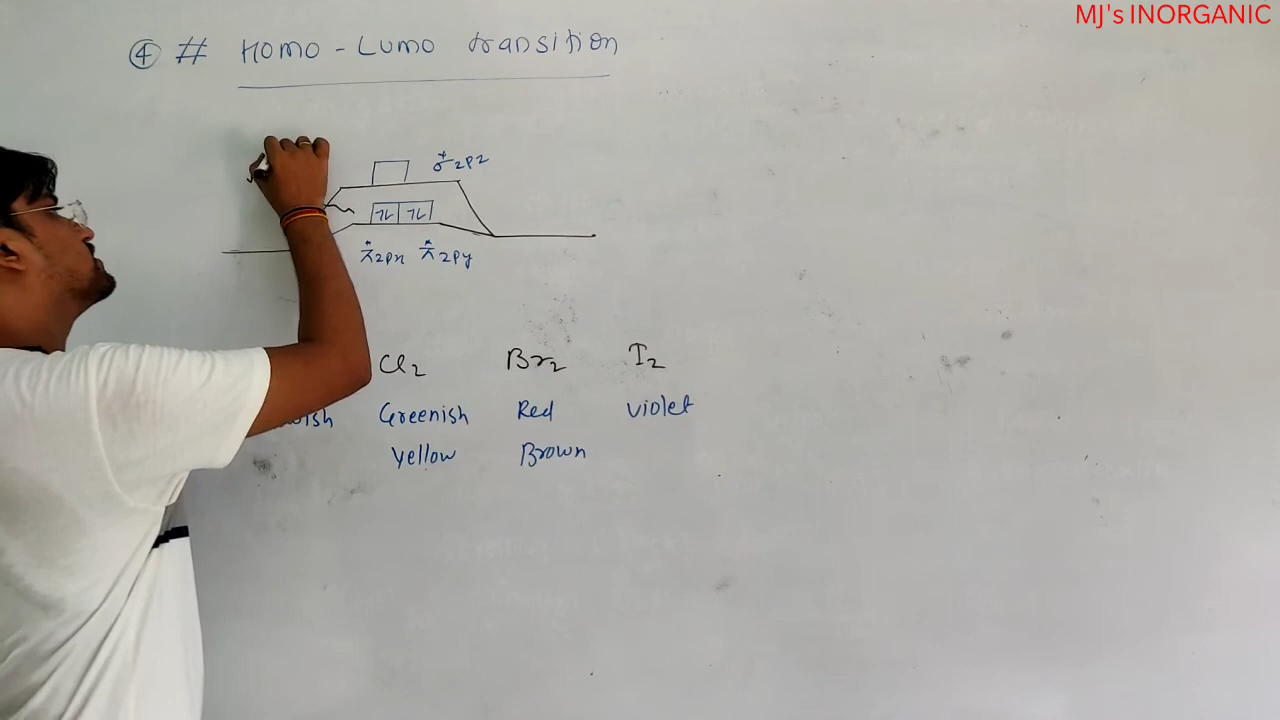 MJ's INORGANIC
④ # HOMO - LUMO transition
σ* 2pz
π* 2px π* 2py
Cl2 Br2 I2
Greenish Red violet
Yellow Brown